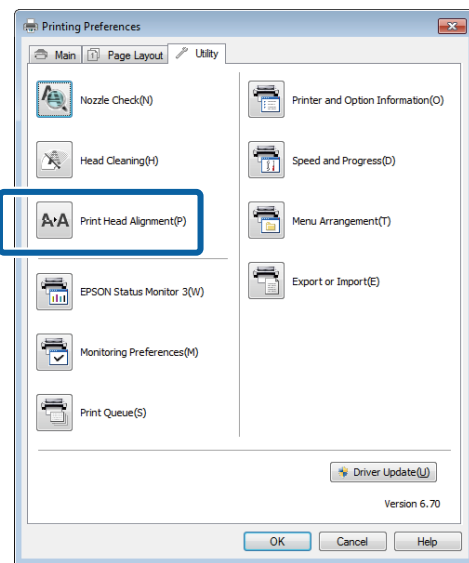 Printing Preferences
Main
Page Layout
Utility
Nozzle Check(N)
Printer and Option Information(O)
Head Cleaning(H)
Speed and Progress(D)
A A Print Head Alignment(P)
Menu Arrangement(T)
EPSON Status Monitor 3(W)
Export or Import(E)
Monitoring Preferences(M)
Print Queue(S)
Driver Update(U)
Version 6.70
OK
Cancel
Help